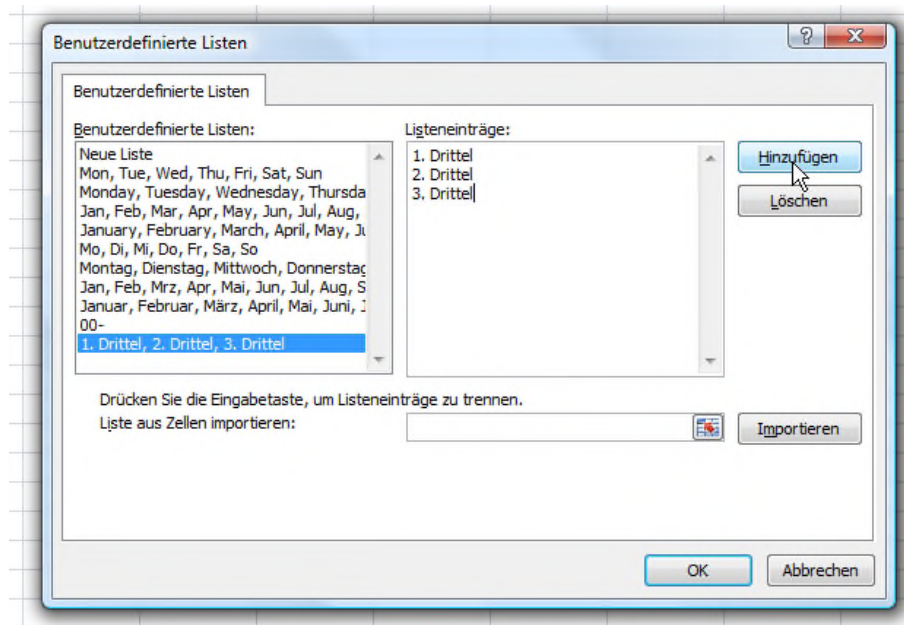 Benutzerdefinierte Listen
Benutzerdefinierte Listen
Benutzerdefinierte Listen:
Neue Liste
Mon, Tue, Wed, Thu, Fri, Sat, Sun
Monday, Tuesday, Wednesday, Thursda
Jan, Feb, Mar, Apr, May, Jun, Jul, Aug,
January, February, March, April, May, Ju
Mo, Di, Mi, Do, Fr, Sa, So
Montag, Dienstag, Mittwoch, Donnerstag
Jan, Feb, Mrz, Apr, Mai, Jun, Jul, Aug, S
Januar, Februar, März, April, Mai, Juni, J
00-
1. Drittel, 2. Drittel, 3. Drittel
Listeneinträge:
1. Drittel
2. Drittel
3. Drittel
Hinzufügen
Löschen
Drücken Sie die Eingabetaste, um Listeneinträge zu trennen.
Liste aus Zellen importieren:
Importieren
OK
Abbrechen